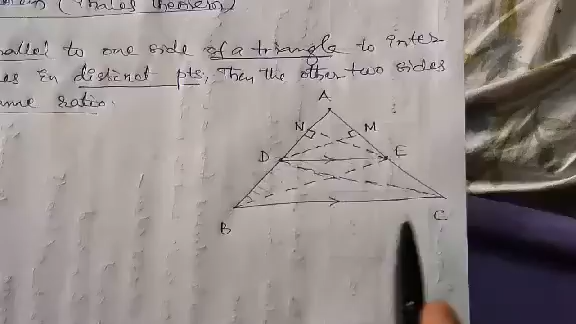 (Thales theorem)
parallel to one side of a triangle to inter
es in distinct pts, then the other two sides
same ratio.
A
N M
D E
B C